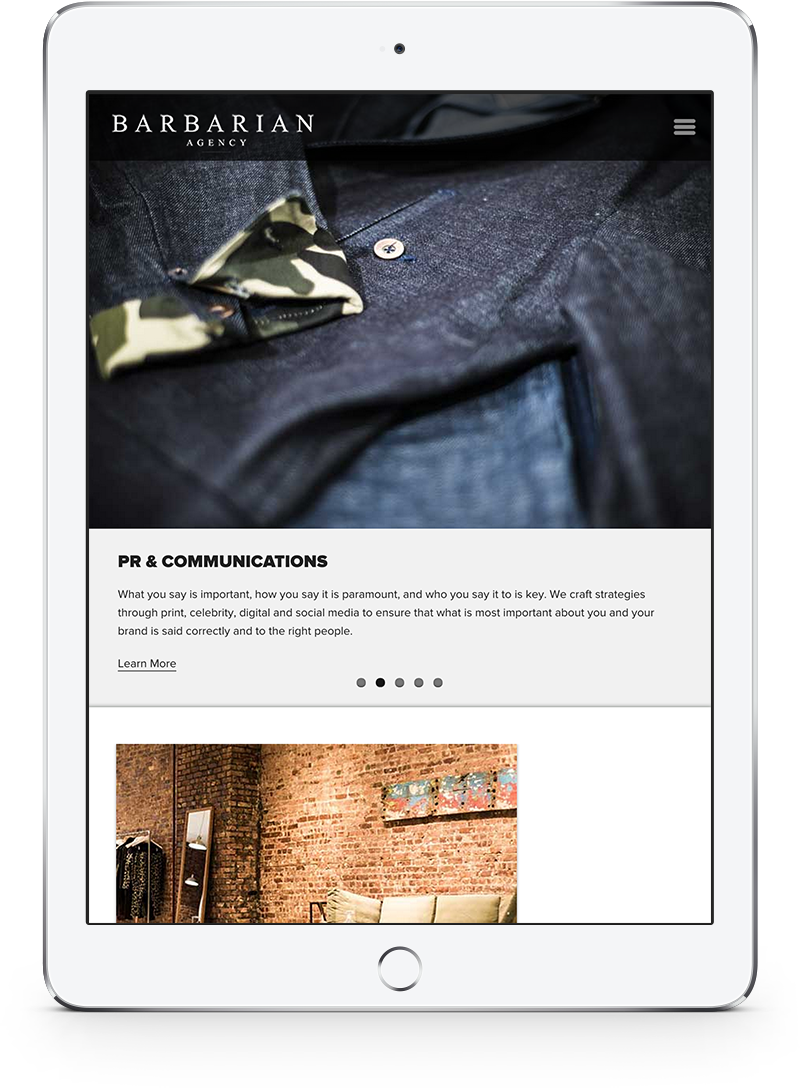 BARBARIAN
AGENCY
PR & COMMUNICATIONS
What you say is important, how you say it is paramount, and who you say it to is key. We craft strategies
through print, celebrity, digital and social media to ensure that what is most important about you and your
brand is said correctly and to the right people.
Learn More